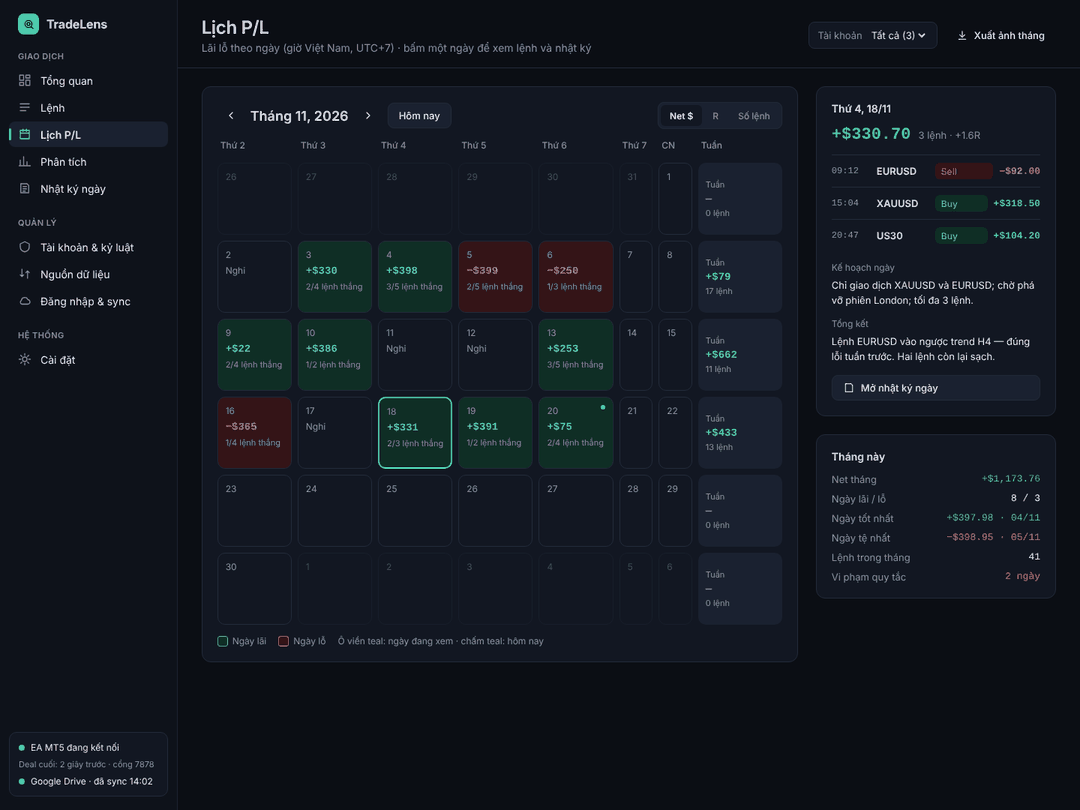 TradeLens
GIAO DỊCH
Tổng quan
Lệnh
Lịch P/L
Phân tích
Nhật ký ngày
QUẢN LÝ
Tài khoản & kỷ luật
Nguồn dữ liệu
Đăng nhập & sync
HỆ THỐNG
Cài đặt
EA MT5 đang kết nối
Deal cuối: 2 giây trước · cổng 7878
Google Drive · đã sync 14:02
Lịch P/L
Lãi lỗ theo ngày (giờ Việt Nam, UTC+7) · bấm một ngày để xem lệnh và nhật ký
Tài khoản Tất cả (3)
Xuất ảnh tháng
Tháng 11, 2026
Hôm nay
Net $ R Số lệnh
Thứ 2 Thứ 3 Thứ 4 Thứ 5 Thứ 6 Thứ 7 CN Tuần
26 27 28 29 30 31 1 Tuần
—
0 lệnh
2 3 4 5 6 7 8 Tuần
Nghỉ +$330 +$398 −$399 −$250 +$79
2/4 lệnh thắng 3/5 lệnh thắng 2/5 lệnh thắng 1/3 lệnh thắng 17 lệnh
9 10 11 12 13 14 15 Tuần
+$22 +$386 Nghỉ Nghỉ +$253 +$662
2/4 lệnh thắng 1/2 lệnh thắng 3/5 lệnh thắng 11 lệnh
16 17 18 19 20 21 22 Tuần
−$365 Nghỉ +$331 +$391 +$75 +$433
1/4 lệnh thắng 2/3 lệnh thắng 1/2 lệnh thắng 2/4 lệnh thắng 13 lệnh
23 24 25 26 27 28 29 Tuần
—
0 lệnh
30 1 2 3 4 5 6 Tuần
—
0 lệnh
Ngày lãi Ngày lỗ Ô viền teal: ngày đang xem · chấm teal: hôm nay
Thứ 4, 18/11
+$330.70 3 lệnh · +1.6R
09:12 EURUSD Sell −$92.00
15:04 XAUUSD Buy +$318.50
20:47 US30 Buy +$104.20
Kế hoạch ngày
Chỉ giao dịch XAUUSD và EURUSD; chờ phá
vỡ phiên London; tối đa 3 lệnh.
Tổng kết
Lệnh EURUSD vào ngược trend H4 — đúng
lỗi tuần trước. Hai lệnh còn lại sạch.
Mở nhật ký ngày
Tháng này
Net tháng +$1,173.76
Ngày lãi / lỗ 8 / 3
Ngày tốt nhất +$397.98 · 04/11
Ngày tệ nhất −$398.95 · 05/11
Lệnh trong tháng 41
Vi phạm quy tắc 2 ngày